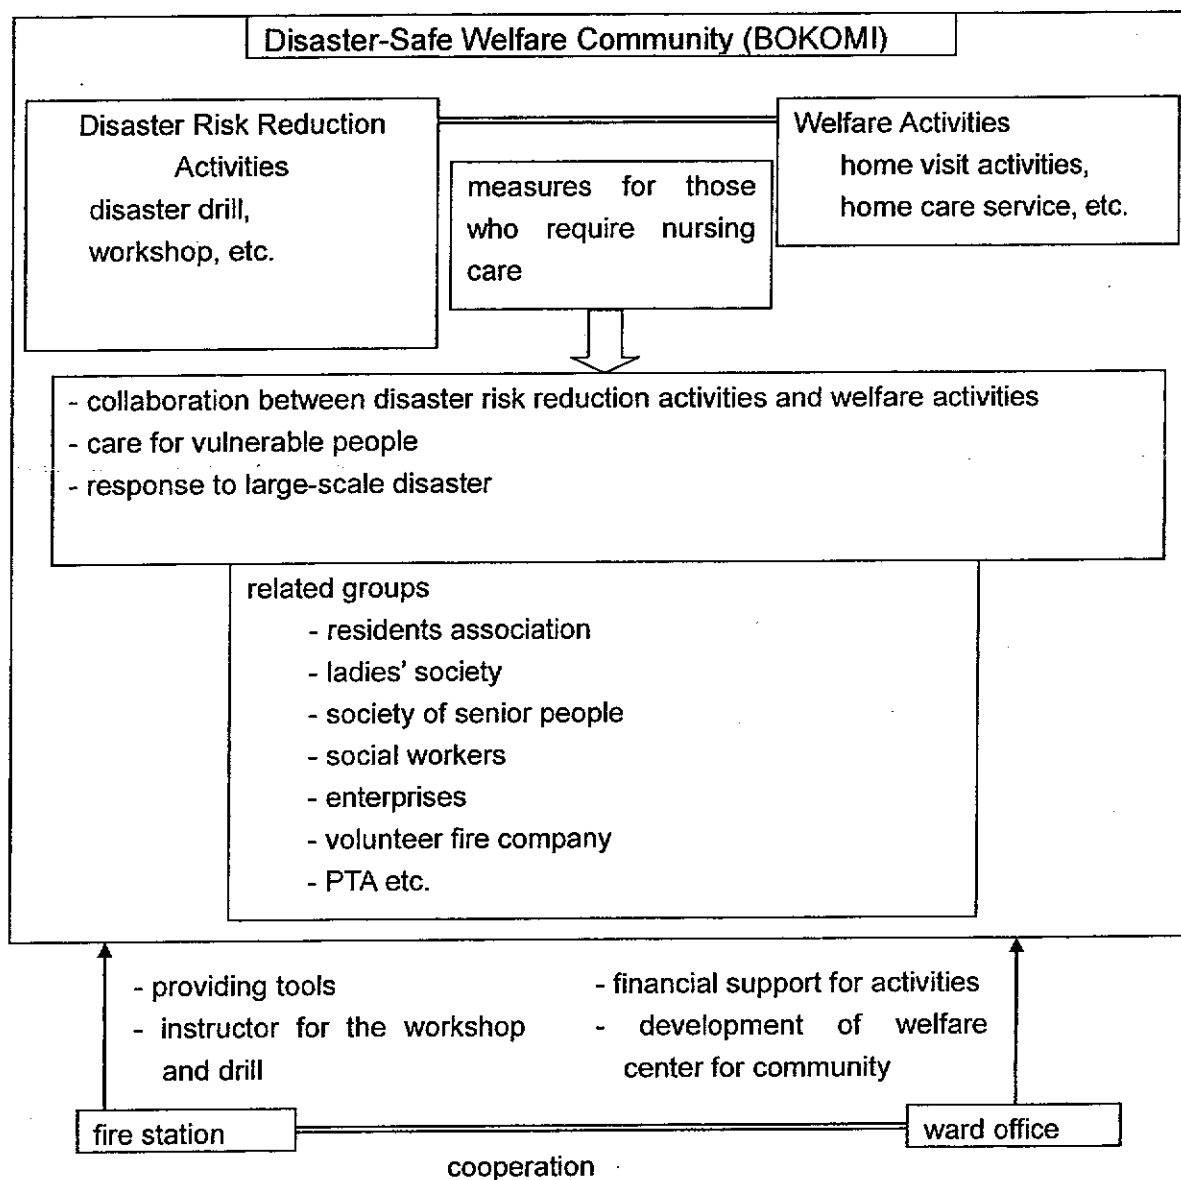 Disaster-Safe Welfare Community (BOKOMI)
Disaster Risk Reduction
Activities
disaster drill,
workshop, etc.
measures for those
who require nursing
care
Welfare Activities
home visit activities,
home care service, etc.
- collaboration between disaster risk reduction activities and welfare activities
- care for vulnerable people
- response to large-scale disaster
related groups
- residents association
- ladies' society
- society of senior people
- social workers
- enterprises
- volunteer fire company
- PTA etc.
- providing tools
- instructor for the workshop
and drill
- financial support for activities
- development of welfare
center for community
fire station
ward office
cooperation